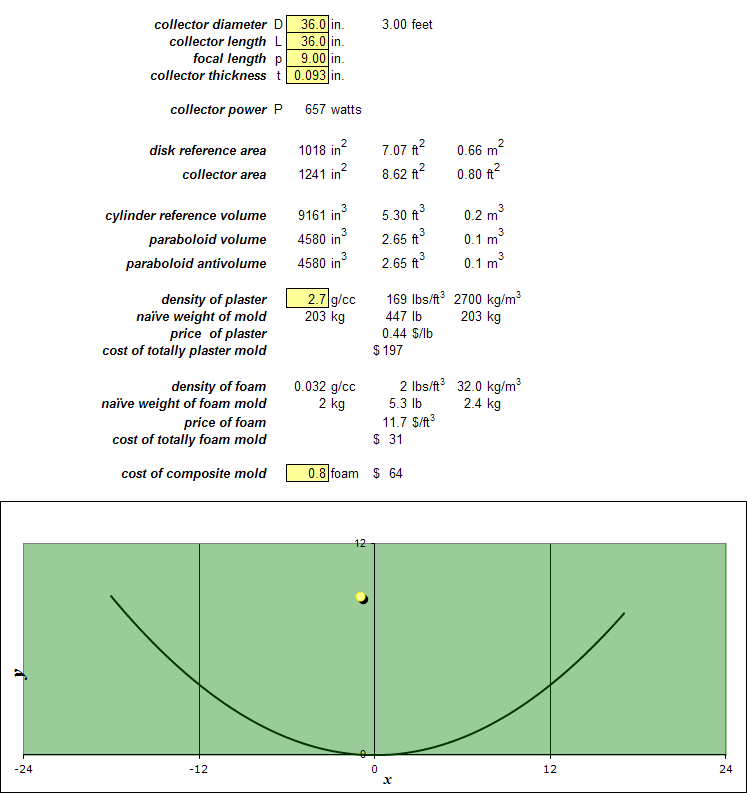 collector diameter D 36.0 in. 3.00 feet
collector length L 36.0 in.
focal length p 9.00 in.
collector thickness t 0.093 in.
collector power P 657 watts
disk reference area 1018 in² 7.07 ft² 0.66 m²
collector area 1241 in² 8.62 ft² 0.80 ft²
cylinder reference volume 9161 in³ 5.30 ft³ 0.2 m³
paraboloid volume 4580 in³ 2.65 ft³ 0.1 m³
paraboloid antivolume 4580 in³ 2.65 ft³ 0.1 m³
density of plaster 2.7 g/cc 169 lbs/ft³ 2700 kg/m³
naïve weight of mold 203 kg 447 lb 203 kg
price of plaster 0.44 $/lb
cost of totally plaster mold $ 197
density of foam 0.032 g/cc 2 lbs/ft³ 32.0 kg/m³
naïve weight of foam mold 2 kg 5.3 lb 2.4 kg
price of foam 11.7 $/ft³
cost of totally foam mold $ 31
cost of composite mold 0.8 foam $ 64
12
y
0
-24 -12 0 12 24
x